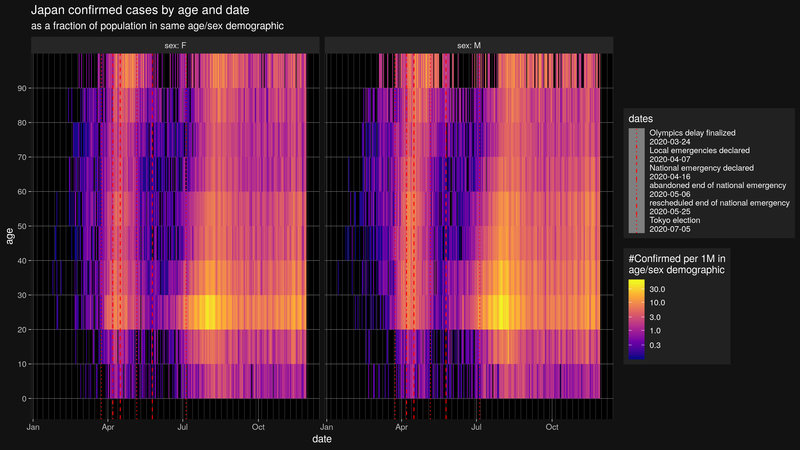 Japan confirmed cases by age and date
as a fraction of population in same age/sex demographic
sex: F
sex: M
90
80
70
60
50
40
30
20
10
0
age
Jan
Apr
Jul
Oct
Jan
Apr
Jul
Oct
date
dates
Olympics delay finalized
2020-03-24
Local emergencies declared
2020-04-07
National emergency declared
2020-04-16
abandoned end of national emergency
2020-05-06
rescheduled end of national emergency
2020-05-25
Tokyo election
2020-07-05
#Confirmed per 1M in
age/sex demographic
30.0
10.0
3.0
1.0
0.3